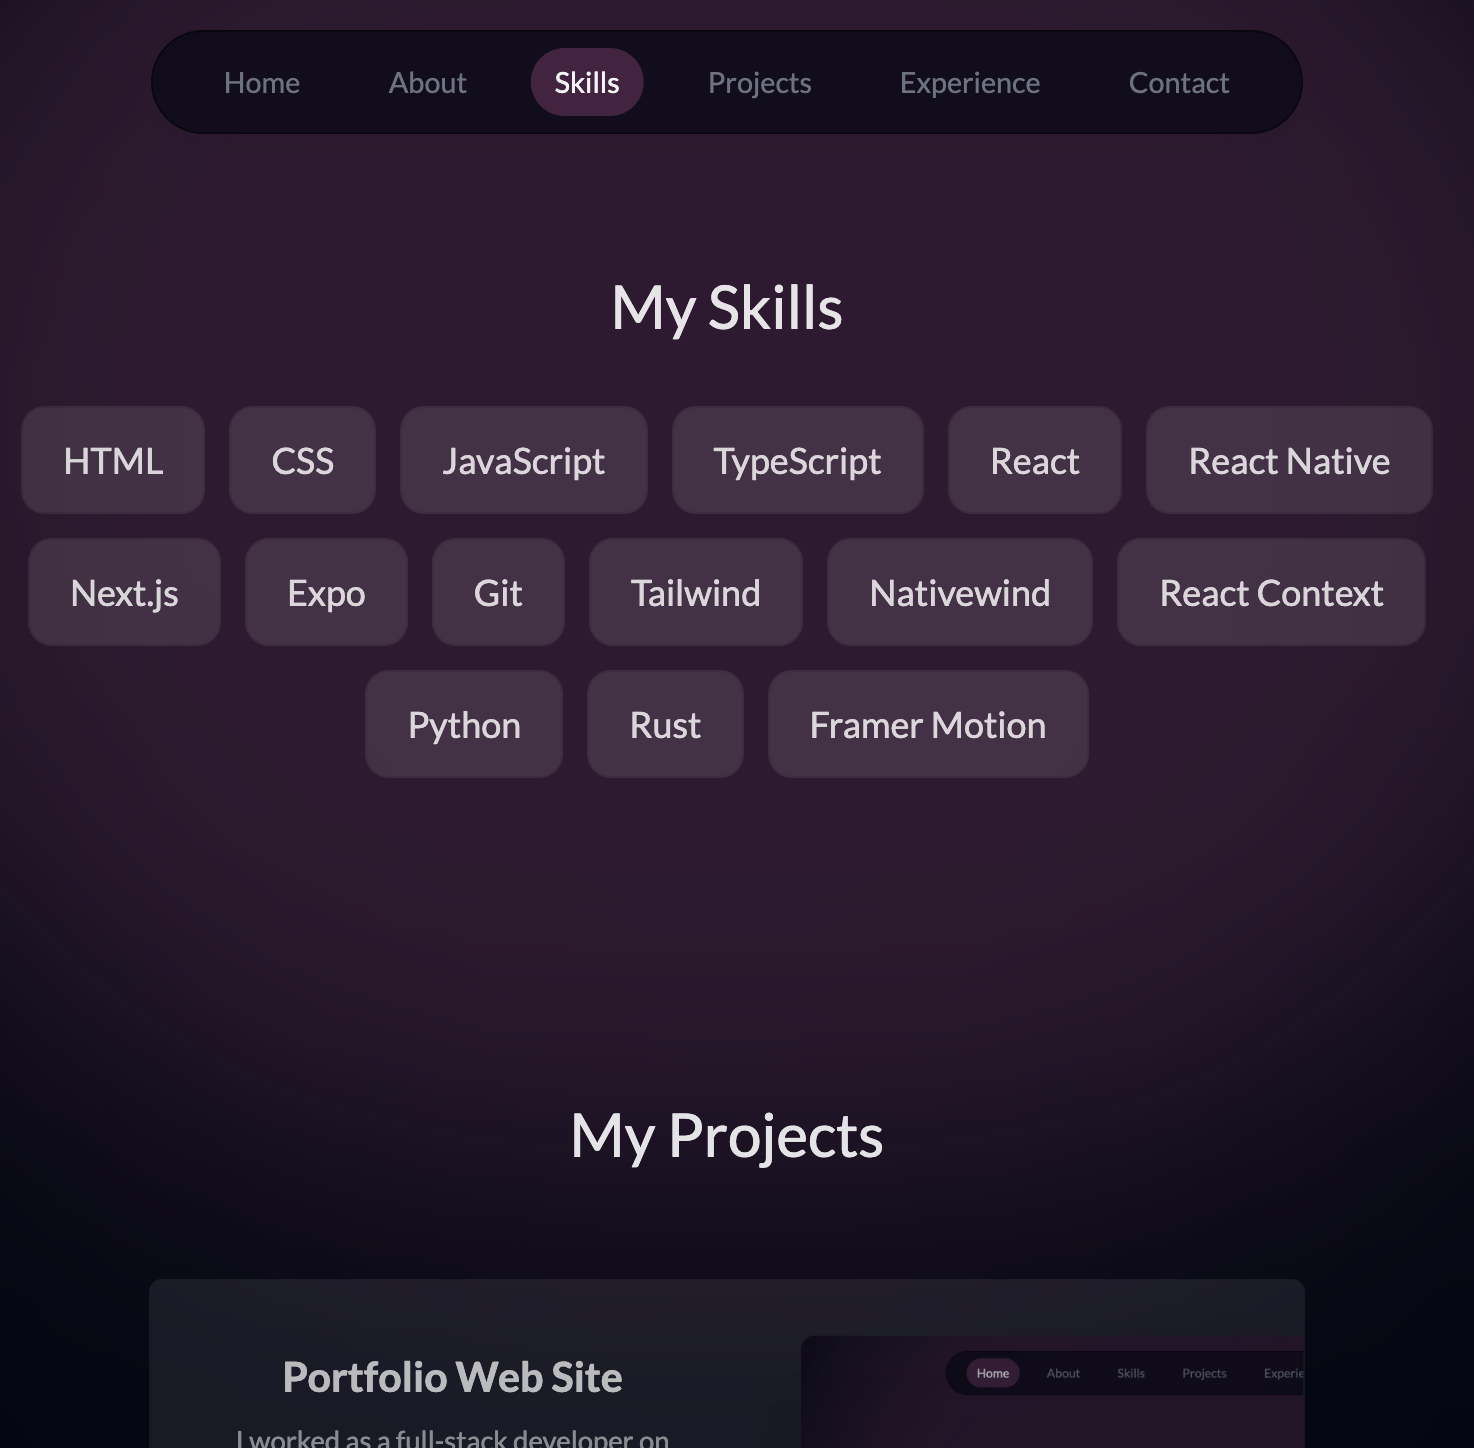 Home About Skills Projects Experience Contact
My Skills
HTML CSS JavaScript TypeScript React React Native
Next.js Expo Git Tailwind Nativewind React Context
Python Rust Framer Motion
My Projects
Portfolio Web Site
Home About Skills Projects Experie
I worked as a full-stack developer on